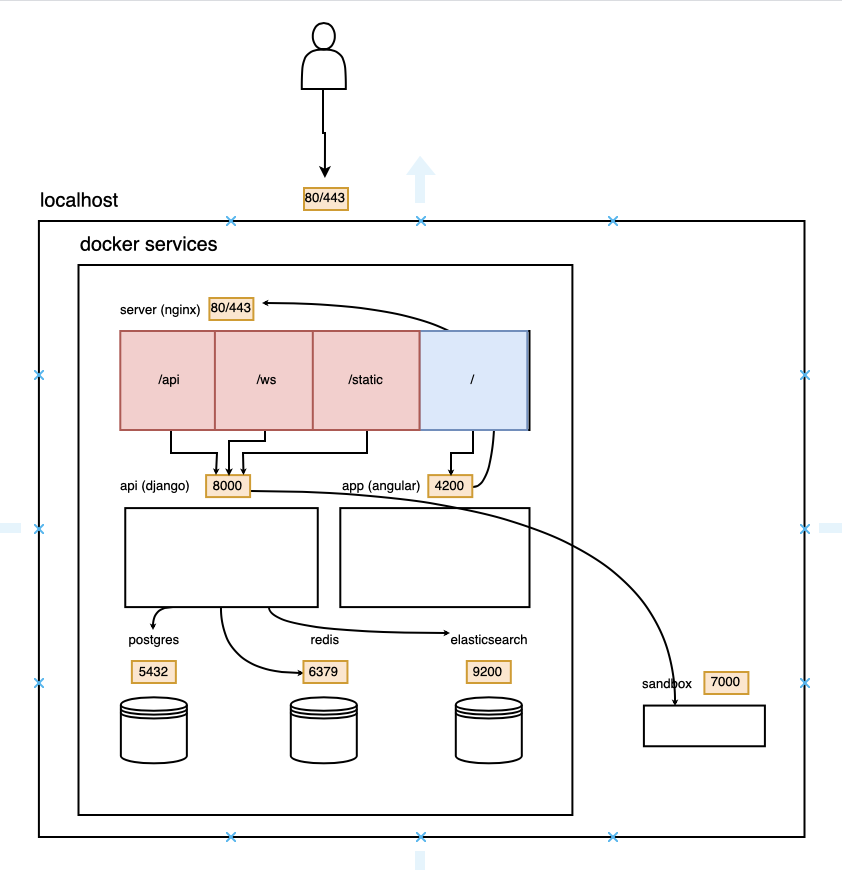 80/443
localhost
docker services
server (nginx) 80/443
/api /ws /static /
api (django) 8000 app (angular) 4200
postgres redis elasticsearch
5432 6379 9200
sandbox 7000